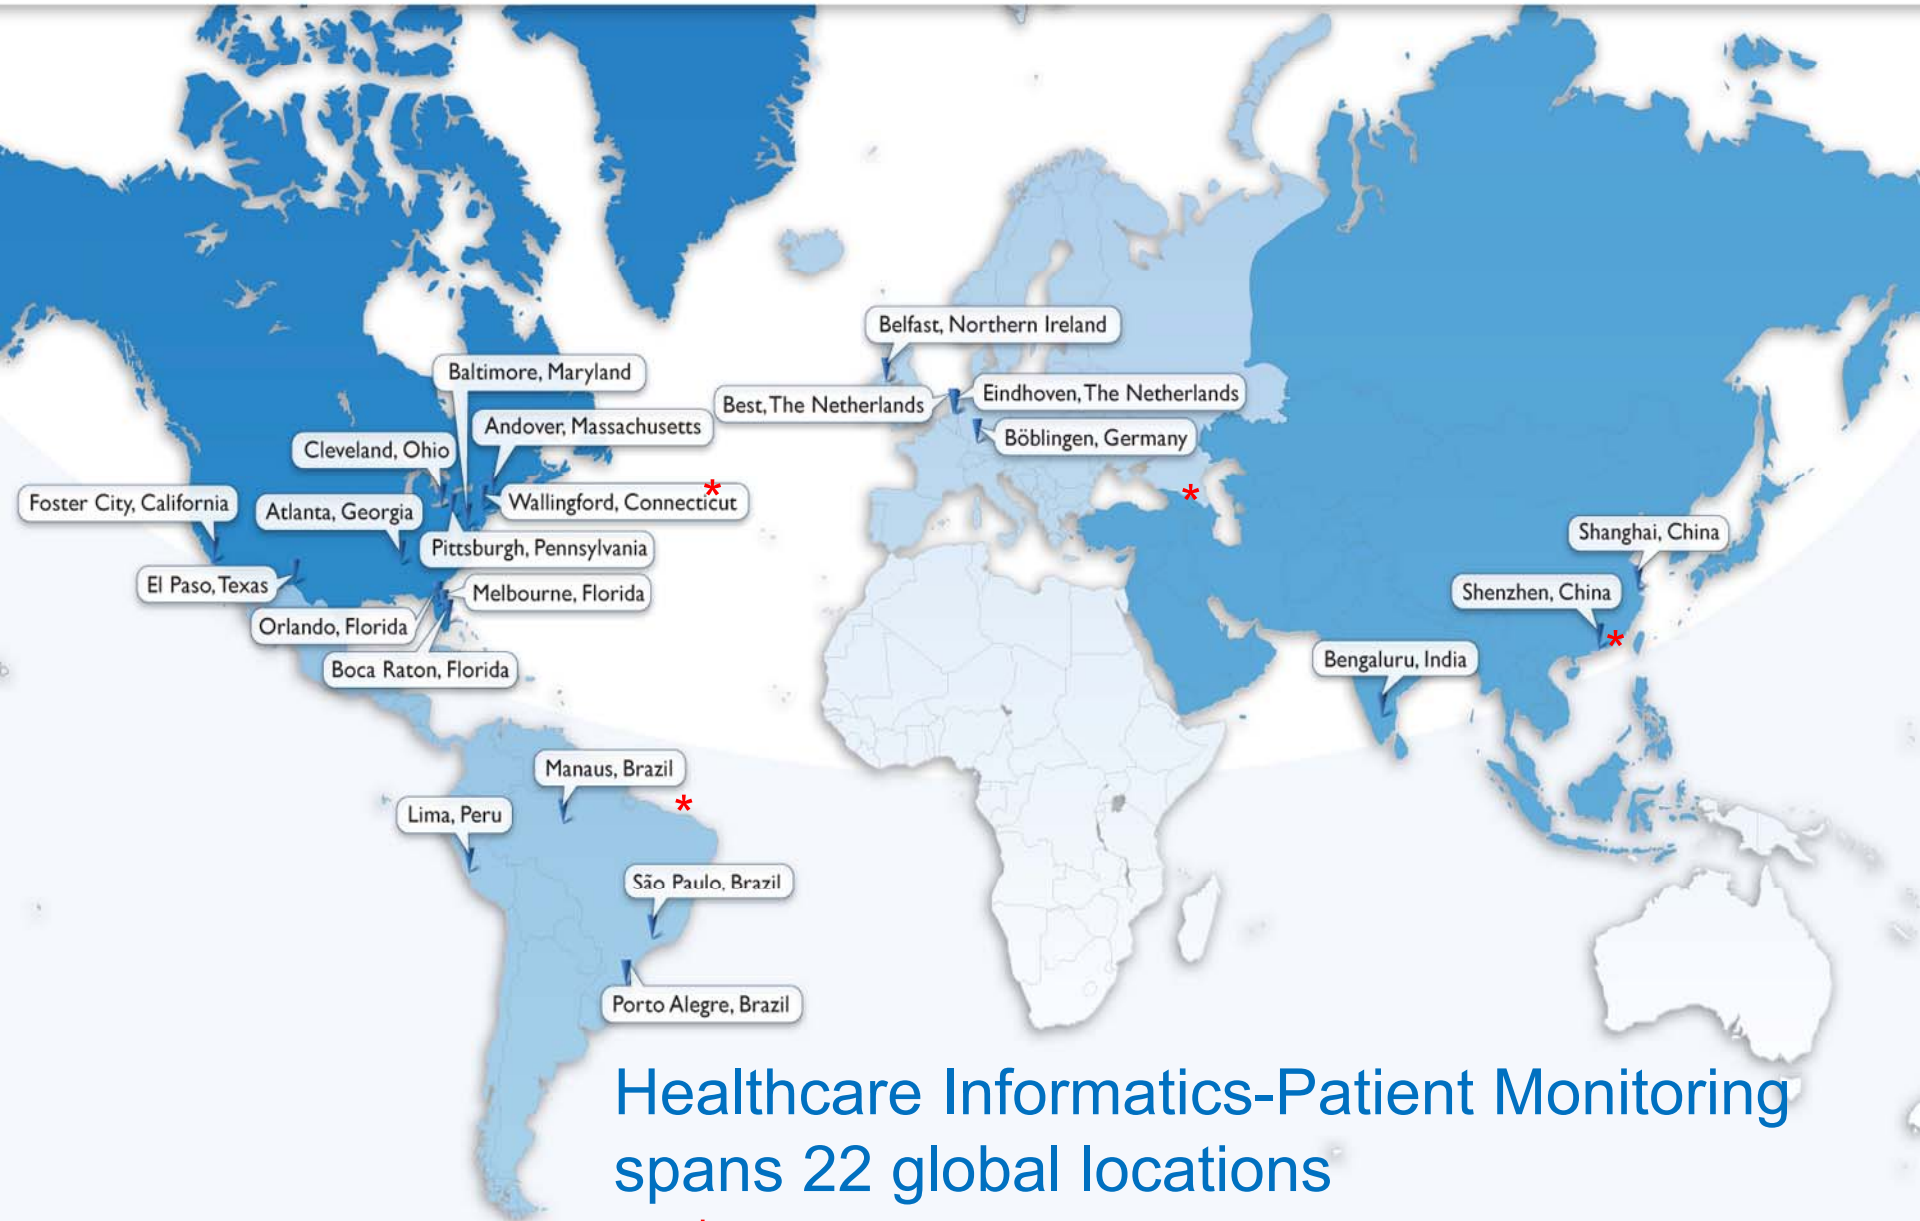 Belfast, Northern Ireland
Baltimore, Maryland
Best, The Netherlands
Eindhoven, The Netherlands
Andover, Massachusetts
Böblingen, Germany
Cleveland, Ohio
Foster City, California
Atlanta, Georgia
Wallingford, Connecticut
*
*
Pittsburgh, Pennsylvania
Shanghai, China
El Paso, Texas
Melbourne, Florida
Shenzhen, China
*
Orlando, Florida
Boca Raton, Florida
Bengaluru, India
Manaus, Brazil
*
Lima, Peru
São Paulo, Brazil
Porto Alegre, Brazil
Healthcare Informatics-Patient Monitoring
spans 22 global locations